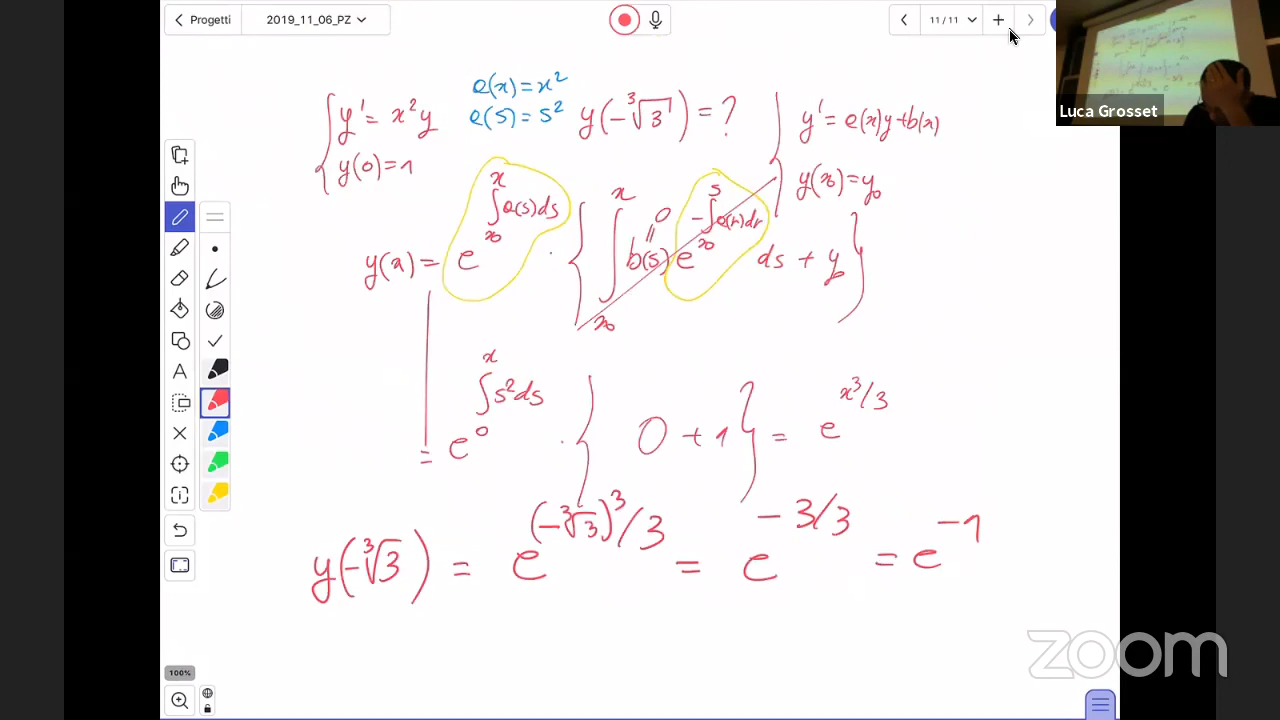 Progetti
2019_11_06_PZ
11/11
Luca Grosset
{ y' = x²y
y(0)=1
a(x)=x²
a(s)=s²
y(-∛3)=?
y' = a(x)y+b(x)
y(x₀)=y₀
y(x) = e^{∫_{x₀}^{x} a(s)ds} · { ∫_{x₀}^{x} b(s) e^{-∫_{x₀}^{s} a(r)dr} ds + y₀ }
0
= e^{∫_0^x s²ds} · { 0 + 1 } = e^{x³/3}
y(-∛3) = e^{(-∛3)³/3} = e^{-3/3} = e^{-1}
100%
zoom